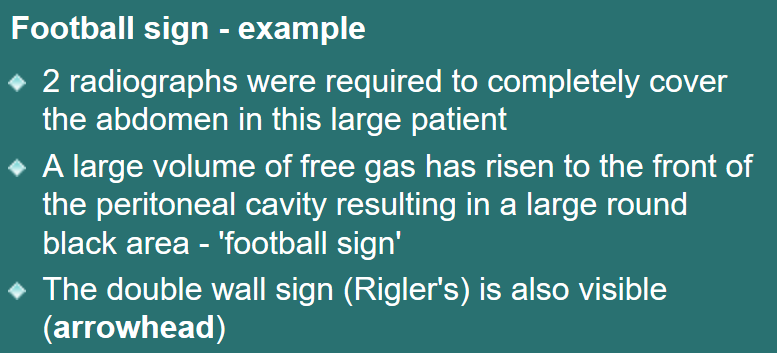 Football sign - example
2 radiographs were required to completely cover
the abdomen in this large patient
A large volume of free gas has risen to the front of
the peritoneal cavity resulting in a large round
black area - 'football sign'
The double wall sign (Rigler's) is also visible
(arrowhead)